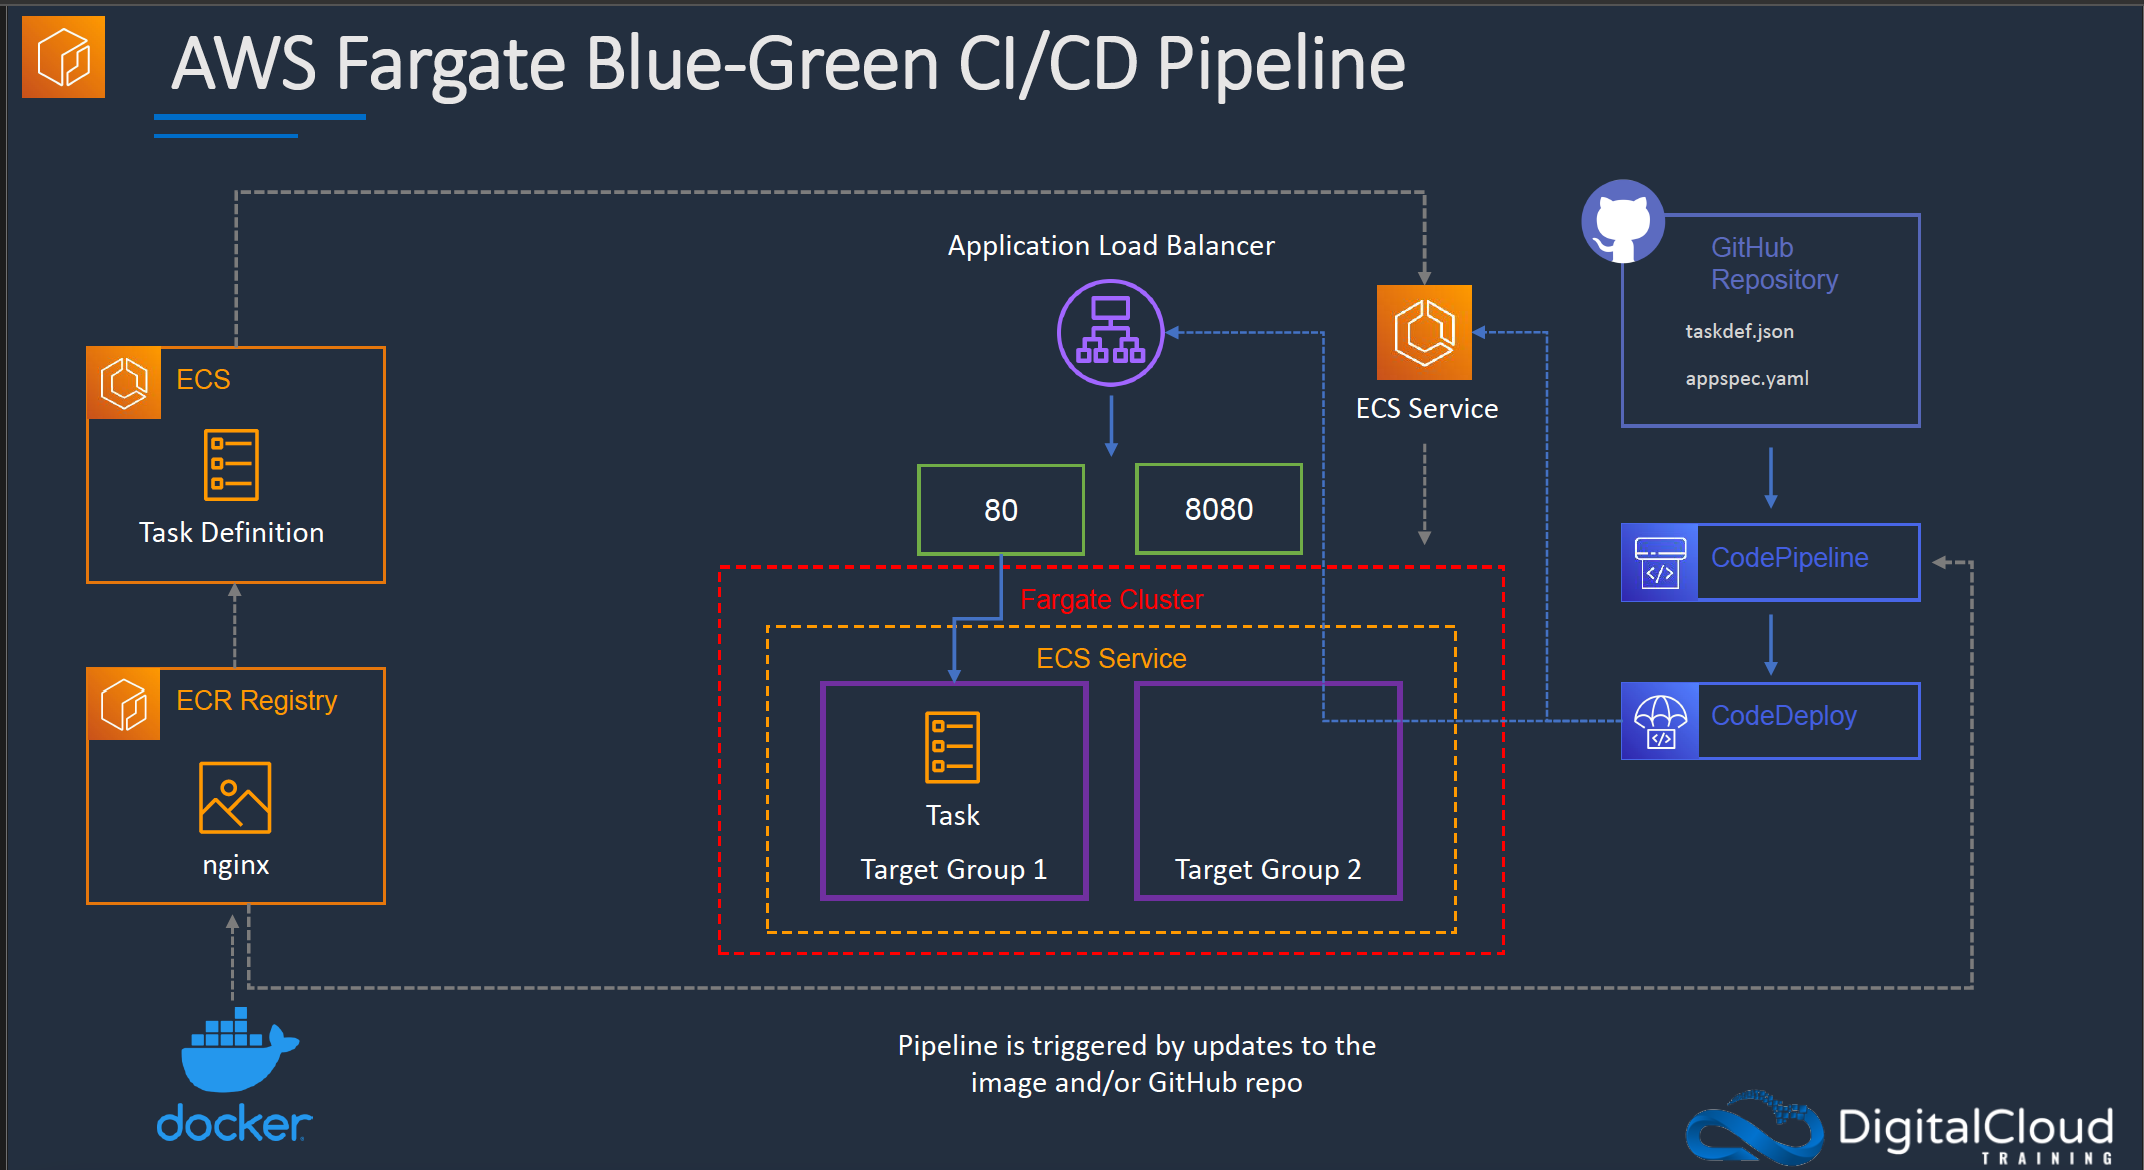 AWS Fargate Blue-Green CI/CD Pipeline
Application Load Balancer
GitHub
Repository
taskdef.json
appspec.yaml
ECS
Task Definition
ECS Service
80
8080
CodePipeline
Fargate Cluster
ECS Service
ECR Registry
nginx
Task
Target Group 1
Target Group 2
CodeDeploy
docker
Pipeline is triggered by updates to the
image and/or GitHub repo
DigitalCloud
TRAINING